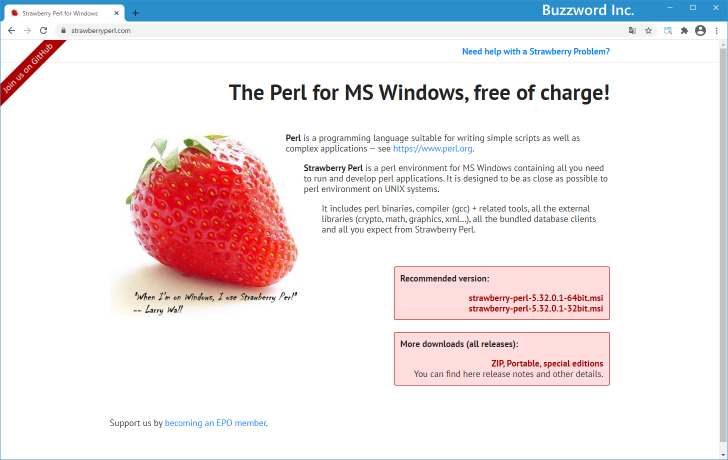 Buzzword Inc.
Strawberry Perl for Windows
strawberryperl.com
Join us on GitHub
Need help with a Strawberry Problem?
The Perl for MS Windows, free of charge!
Perl is a programming language suitable for writing simple scripts as well as
complex applications — see https://www.perl.org.
Strawberry Perl is a perl environment for MS Windows containing all you need
to run and develop perl applications. It is designed to be as close as possible to
perl environment on UNIX systems.
It includes perl binaries, compiler (gcc) + related tools, all the external
libraries (crypto, math, graphics, xml...), all the bundled database clients
and all you expect from Strawberry Perl.
"When I'm on Windows, I use Strawberry Perl"
-- Larry Wall
Recommended version:
strawberry-perl-5.32.0.1-64bit.msi
strawberry-perl-5.32.0.1-32bit.msi
More downloads (all releases):
ZIP, Portable, special editions
You can find here release notes and other details.
Support us by becoming an EPO member.